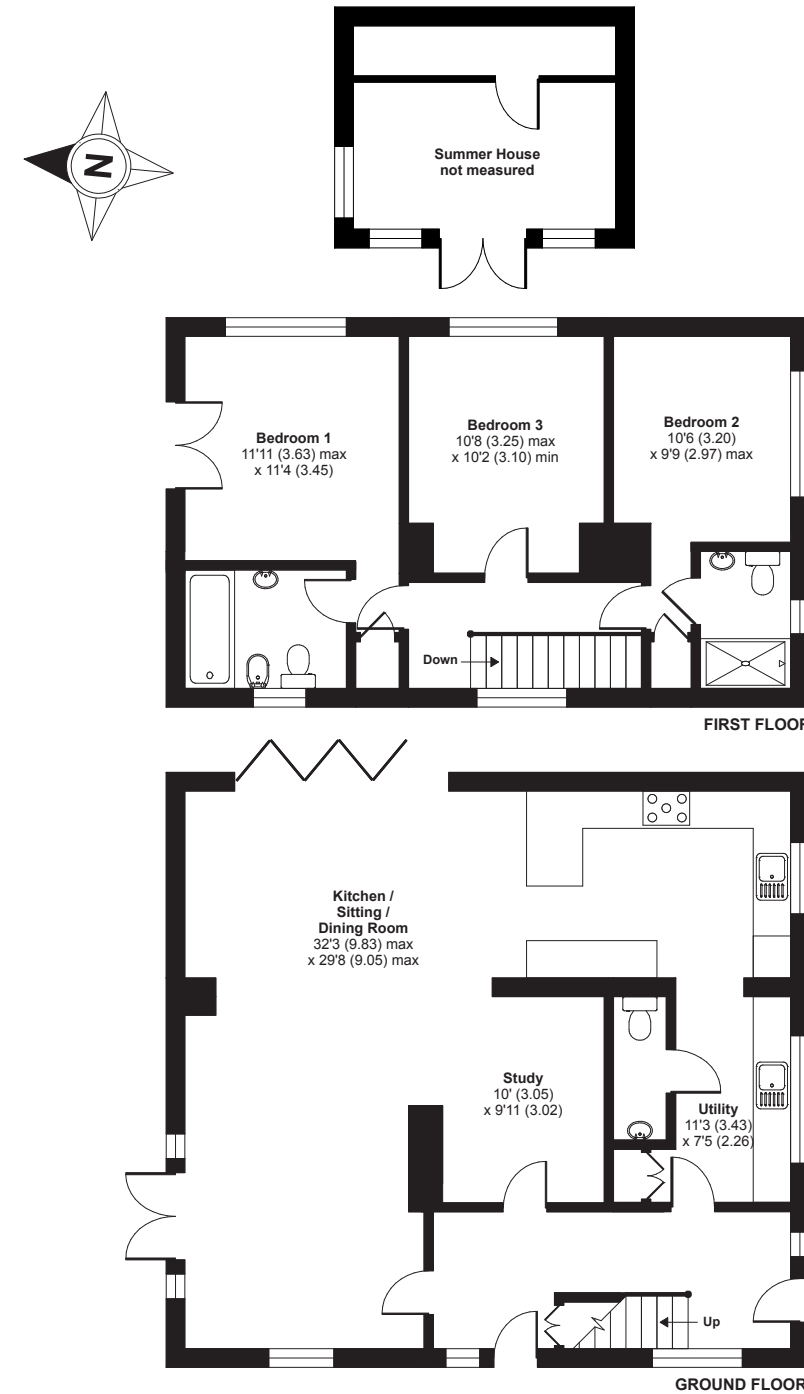 N
Summer House
not measured
Bedroom 1
11'11 (3.63) max
x 11'4 (3.45)
Bedroom 3
10'8 (3.25) max
x 10'2 (3.10) min
Bedroom 2
10'6 (3.20)
x 9'9 (2.97) max
Down
FIRST FLOOR
Kitchen /
Sitting /
Dining Room
32'3 (9.83) max
x 29'8 (9.05) max
Study
10' (3.05)
x 9'11 (3.02)
Utility
11'3 (3.43)
x 7'5 (2.26)
Up
GROUND FLOOR